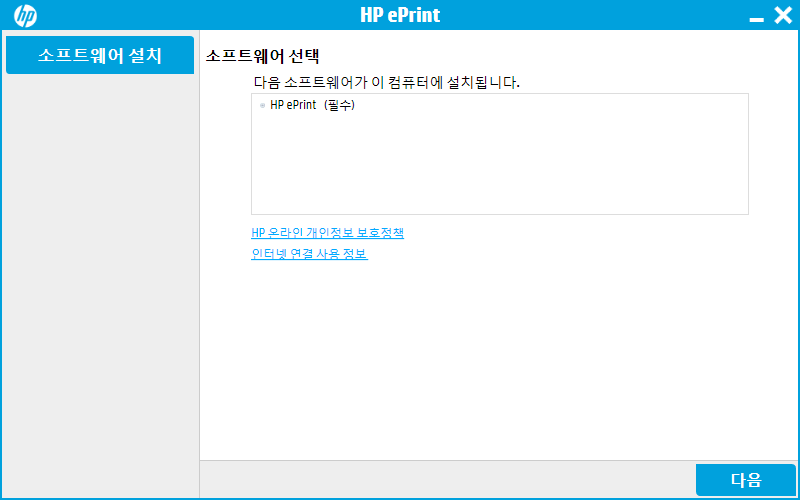 hp
HP ePrint
소프트웨어 설치
소프트웨어 선택
다음 소프트웨어가 이 컴퓨터에 설치됩니다.
HP ePrint (필수)
HP 온라인 개인정보 보호정책
인터넷 연결 사용 정보
다음